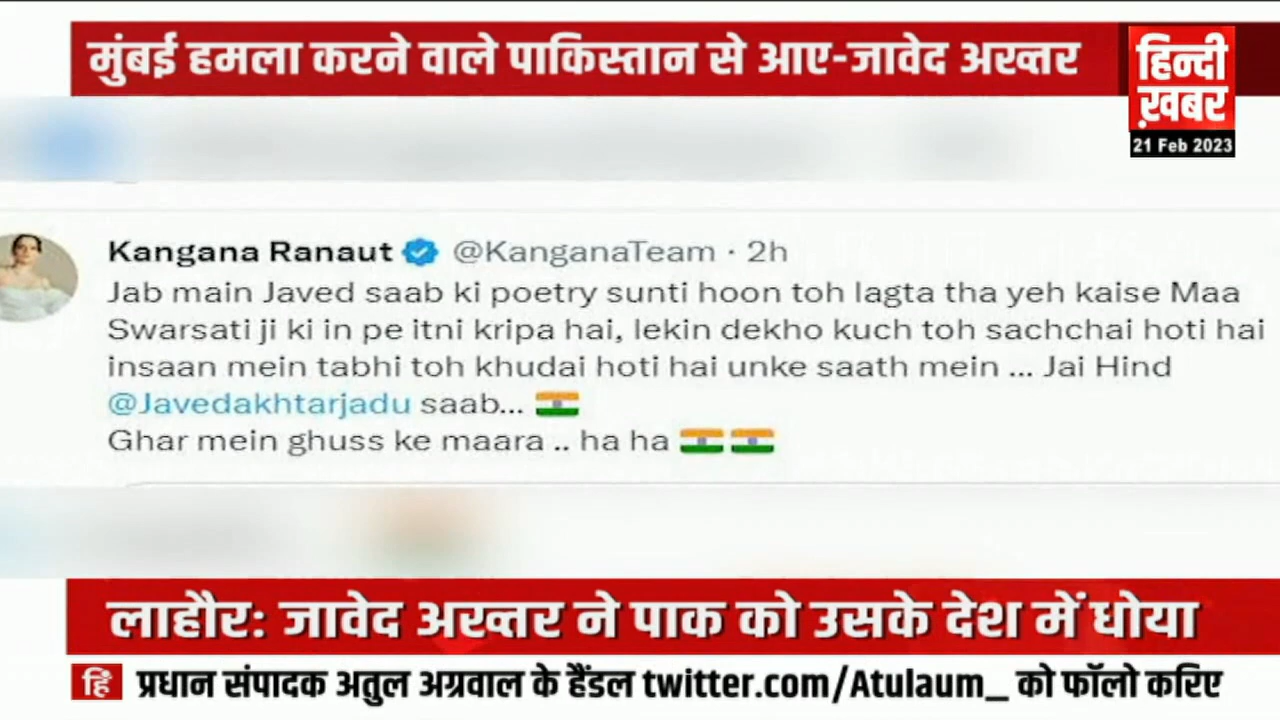 मुंबई हमला करने वाले पाकिस्तान से आए-जावेद अख्तर
हिन्दी
ख़बर
21 Feb 2023
Kangana Ranaut @KanganaTeam · 2h
Jab main Javed saab ki poetry sunti hoon toh lagta tha yeh kaise Maa
Swarsati ji ki in pe itni kripa hai, lekin dekho kuch toh sachchai hoti hai
insaan mein tabhi toh khudai hoti hai unke saath mein ... Jai Hind
@Javedakhtarjadu saab... 🇮🇳
Ghar mein ghuss ke maara .. ha ha 🇮🇳🇮🇳
लाहौर: जावेद अख्तर ने पाक को उसके देश में धोया
हिं प्रधान संपादक अतुल अग्रवाल के हैंडल twitter.com/Atulaum_ को फॉलो करिए